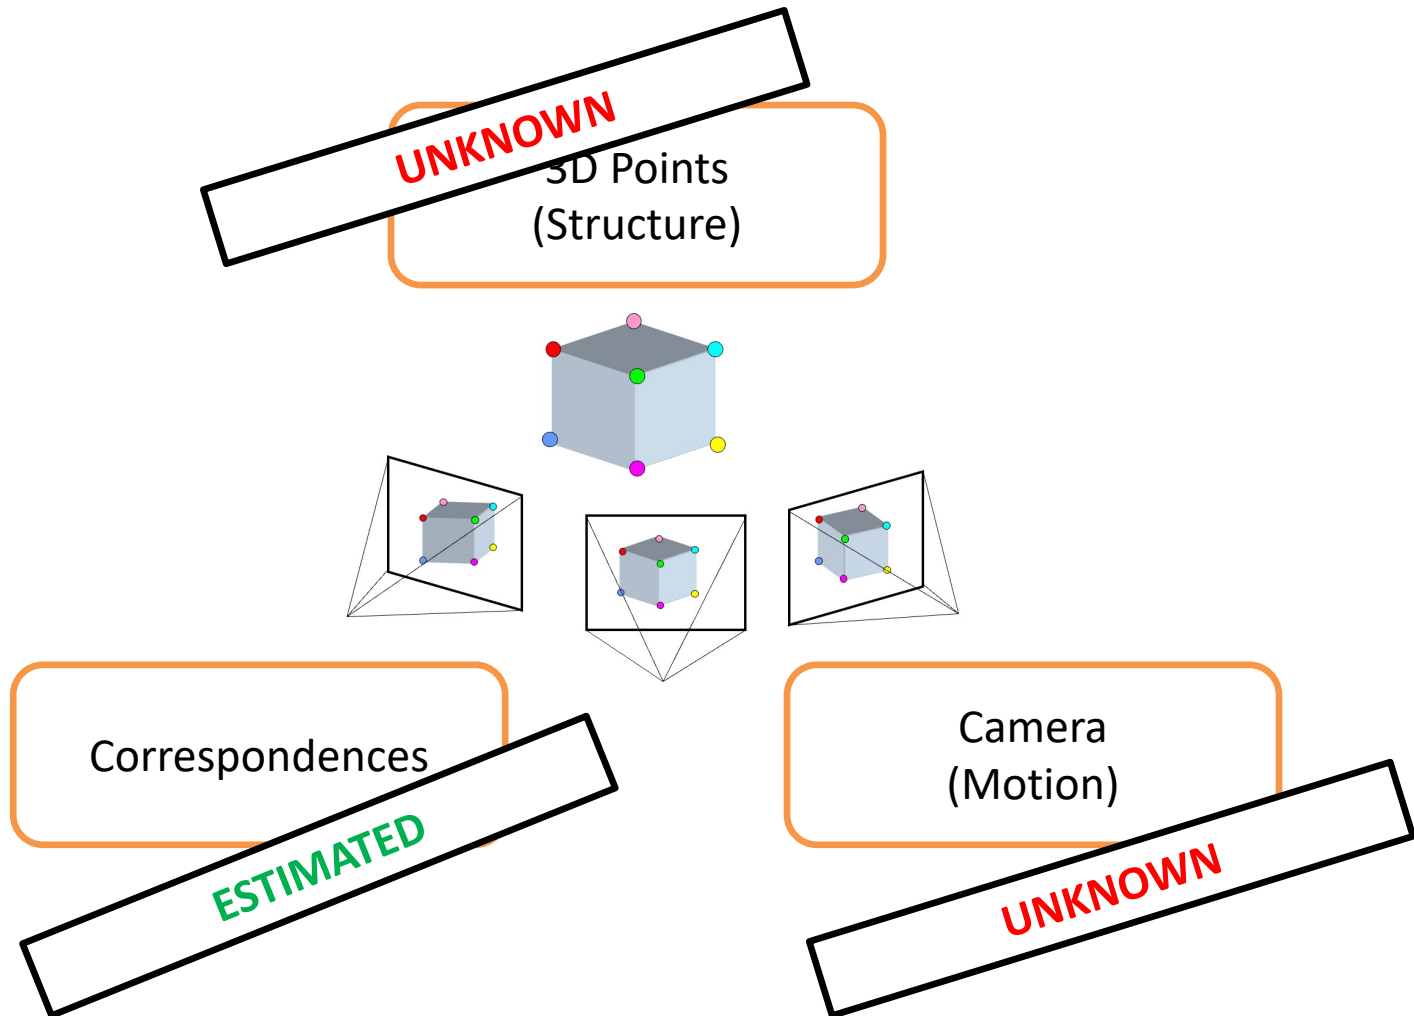 UNKNOWN
3D Points
(Structure)
Correspondences
ESTIMATED
Camera
(Motion)
UNKNOWN